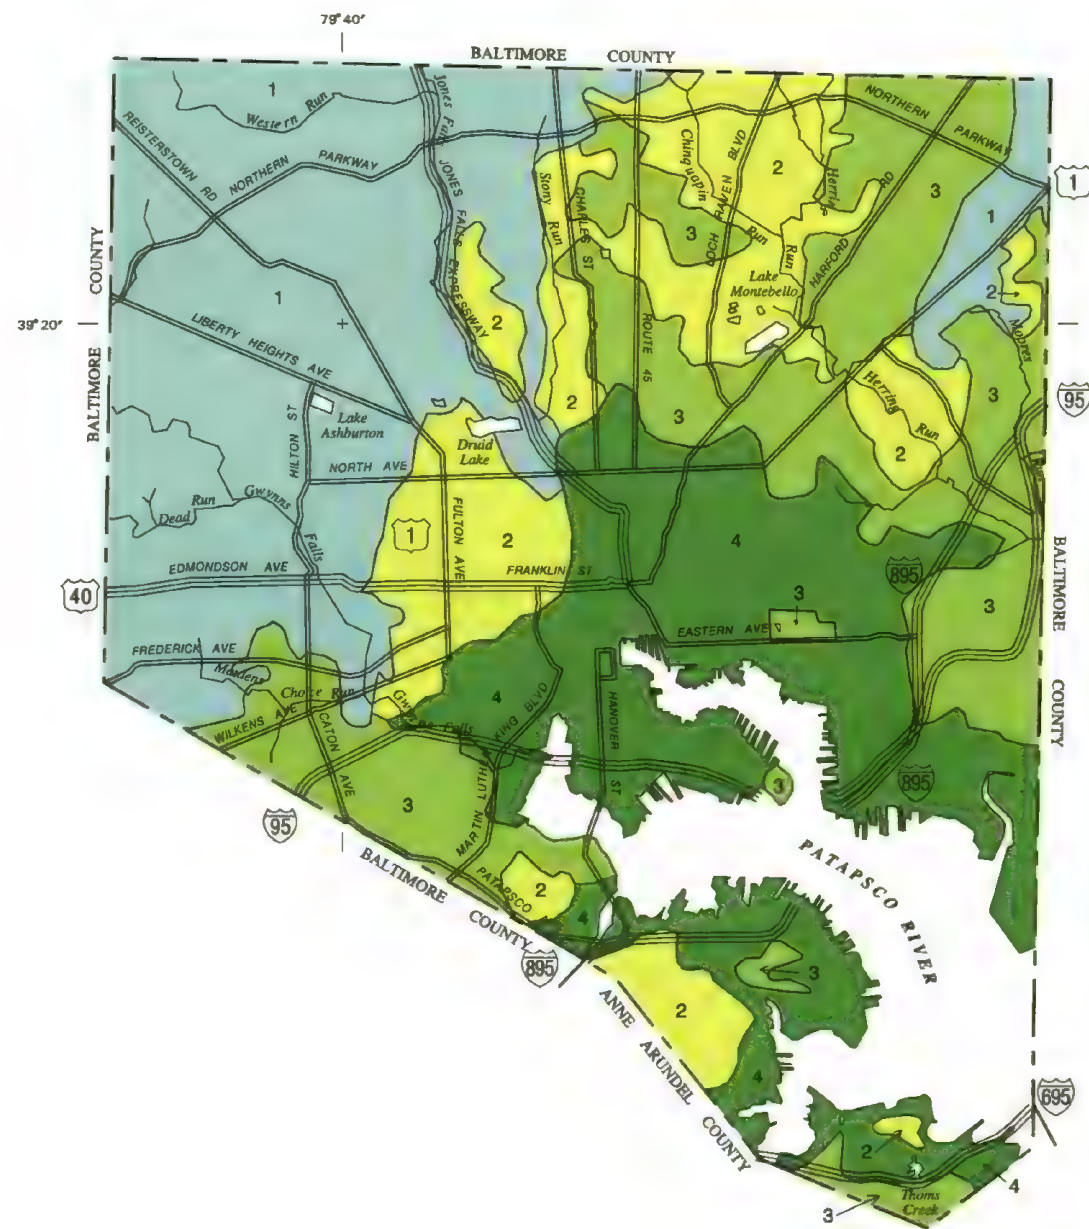 79° 40'
BALTIMORE COUNTY
1
Western Run
Jones Falls
JONES FALLS EXPRESSWAY
REISTERSTOWN RD
NORTHERN PARKWAY
Stony Run
CHARLES ST
Chinquapin Run
LOCH RAVEN BLVD
2
Herring Run
HARFORD RD
NORTHERN PARKWAY
3
1
1
3
BALTIMORE COUNTY
39° 20'
1
LIBERTY HEIGHTS AVE
2
Lake
Montebello
ROUTE 45
2
Moores
HILTON ST
Lake
Ashburton
Druid
Lake
2
3
Herring Run
2
3
95
NORTH AVE
Dead Run
Gwynns Falls
1
FULTON AVE
2
4
EDMONDSON AVE
FRANKLIN ST
40
895
3
3
EASTERN AVE
BALTIMORE COUNTY
FREDERICK AVE
Maidens Choice Run
WILKENS AVE
CATON AVE
Gwynns Falls
4
MARTIN LUTHER KING BLVD
HANOVER ST
3
895
3
95
BALTIMORE COUNTY
PATAPSCO
2
4
895
PATAPSCO RIVER
3
2
ANNE ARUNDEL COUNTY
4
695
2
4
Thoms
Creek
3